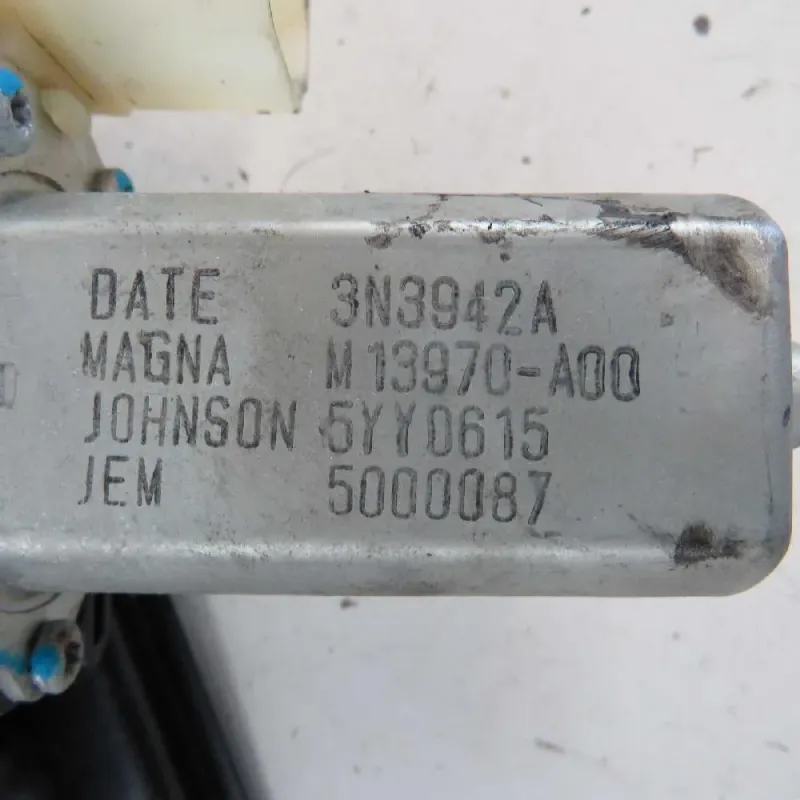 DATE 3N3942A
MAGNA M13970-A00
JOHNSON 5YY0615
JEM 5000087